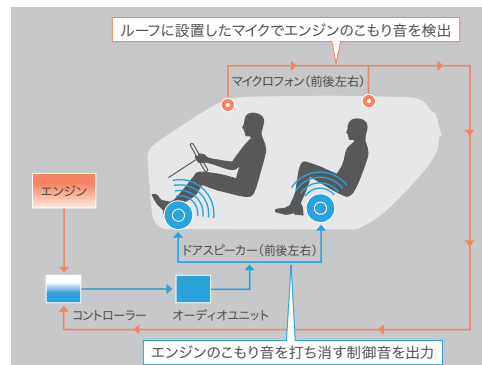 ルーフに設置したマイクでエンジンのこもり音を検出
マイクロフォン（前後左右）
エンジン
ドアスピーカー（前後左右）
コントローラー
オーディオユニット
エンジンのこもり音を打ち消す制御音を出力